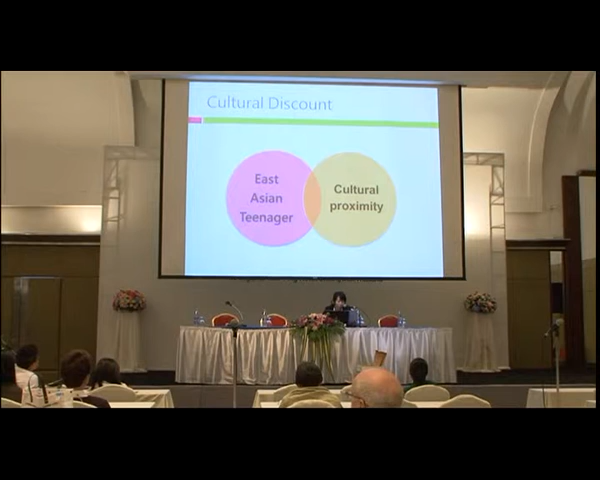 Cultural Discount
East
Asian
Teenager
Cultural
proximity